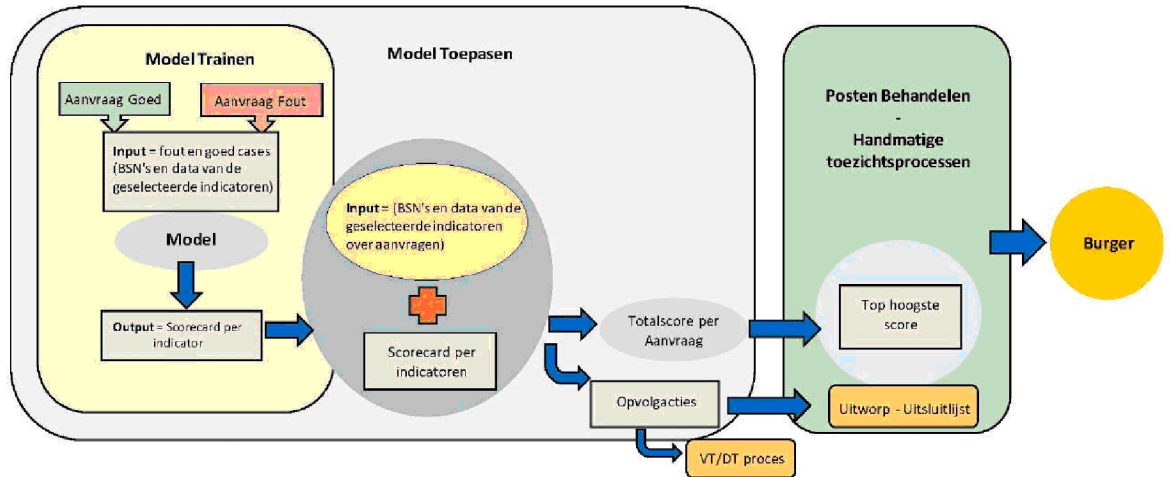 Model Trainen
Aanvraag Goed
Aanvraag Fout
Input = fout en goed cases
(BSN's en data van de
geselecteerde indicatoren)
Model
Output = Scorecard per
indicator
Model Toepasen
Input = (BSN's en data van de
geselecteerde indicatoren
over aanvragen)
Scorecard per
indicatoren
Totalscore per
Aanvraag
Opvolgacties
VT/DT proces
Posten Behandelen
-
Handmatige
toezichtsprocessen
Top hoogste
score
Uitworp - Uitsluitlijst
Burger